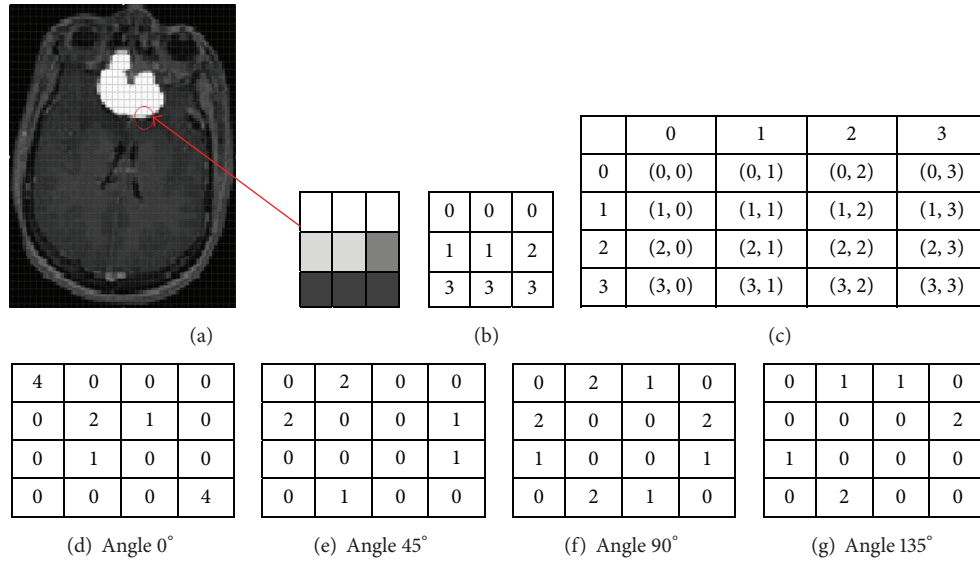 0 0 0
1 1 2
3 3 3
0 1 2 3
0 (0, 0) (0, 1) (0, 2) (0, 3)
1 (1, 0) (1, 1) (1, 2) (1, 3)
2 (2, 0) (2, 1) (2, 2) (2, 3)
3 (3, 0) (3, 1) (3, 2) (3, 3)
(a)
(b)
(c)
4 0 0 0
0 2 1 0
0 1 0 0
0 0 0 4
(d) Angle 0°
0 2 0 0
2 0 0 1
0 0 0 1
0 1 0 0
(e) Angle 45°
0 2 1 0
2 0 0 2
1 0 0 1
0 2 1 0
(f) Angle 90°
0 1 1 0
0 0 0 2
1 0 0 0
0 2 0 0
(g) Angle 135°